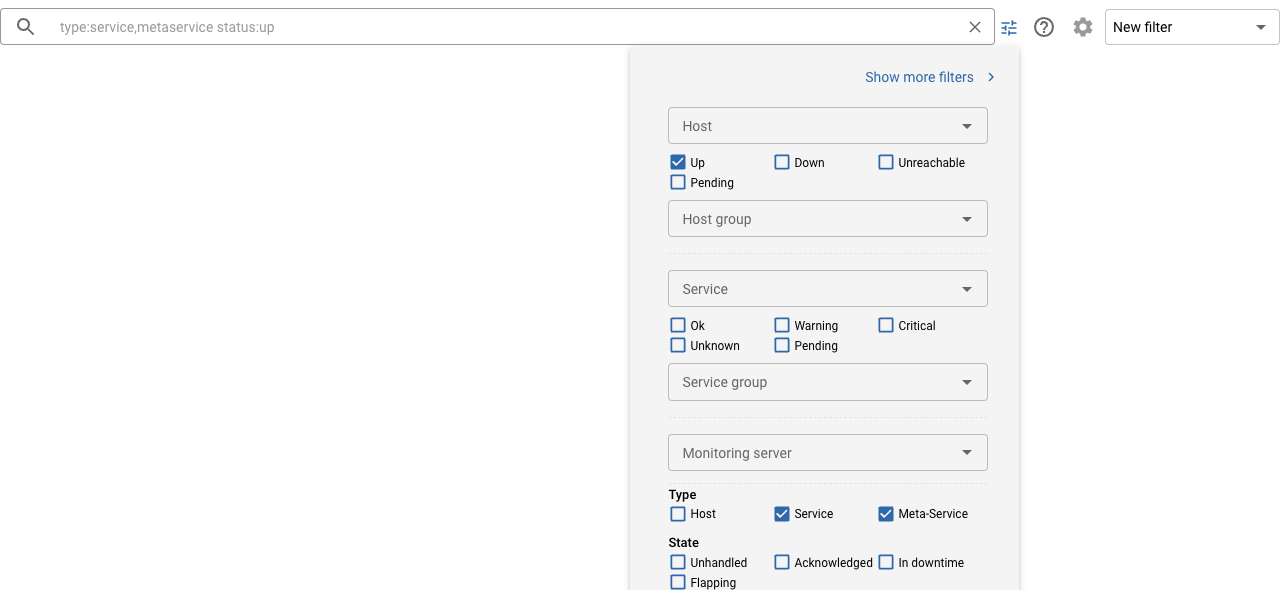 type:service,metaservice status:up
New filter
Show more filters
Host
Up Down Unreachable
Pending
Host group
Service
Ok Warning Critical
Unknown Pending
Service group
Monitoring server
Type
Host Service Meta-Service
State
Unhandled Acknowledged In downtime
Flapping